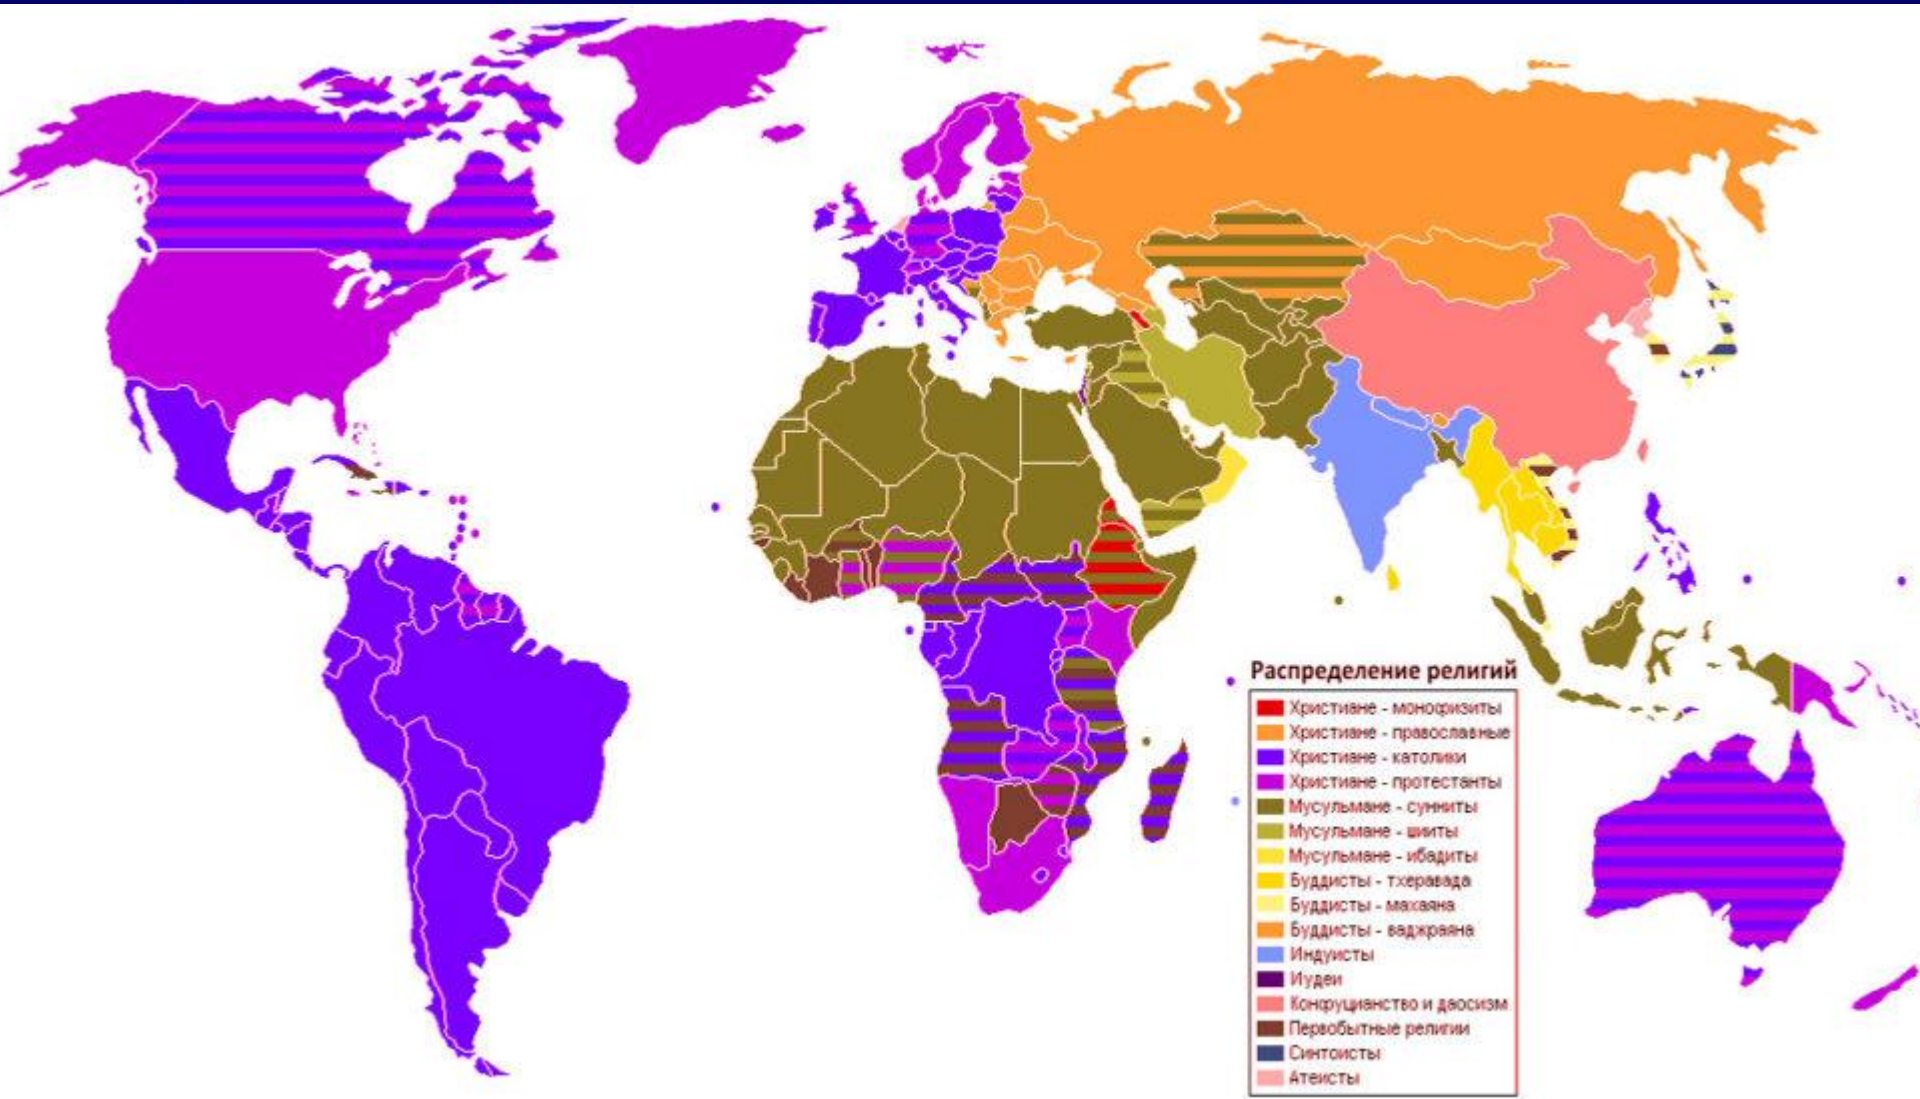 Распределение религий
Христиане - монофизиты
Христиане - православные
Христиане - католики
Христиане - протестанты
Мусульмане - сунниты
Мусульмане - шииты
Мусульмане - ибадиты
Буддисты - тхеравада
Буддисты - махаяна
Буддисты - ваджраяна
Индуисты
Иудеи
Конфуцианство и даосизм
Первобытные религии
Синтоисты
Атеисты